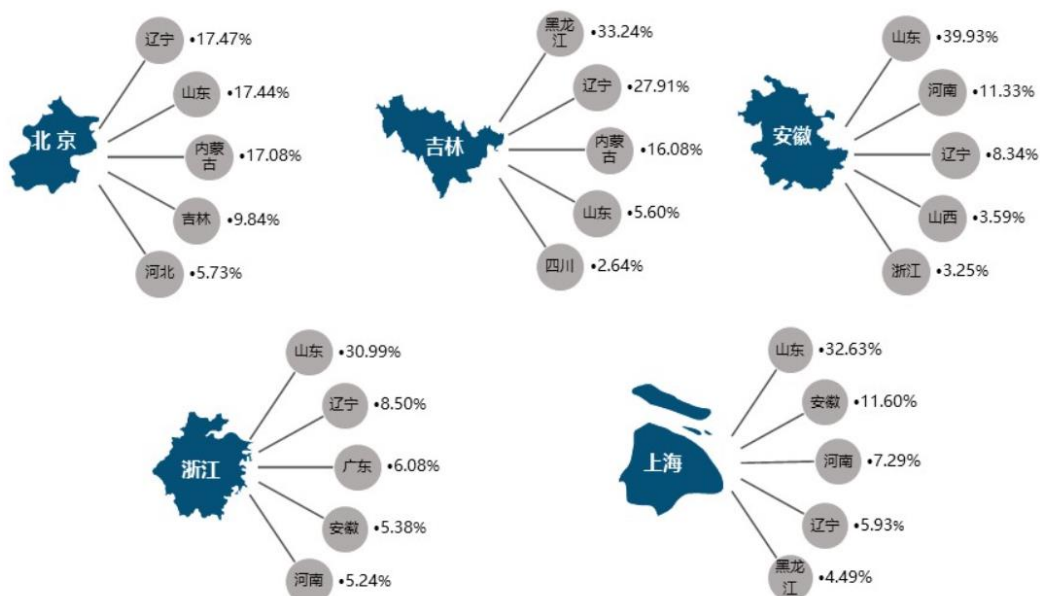 北京
辽宁 •17.47%
山东 •17.44%
内蒙
古 •17.08%
吉林 •9.84%
河北 •5.73%
吉林
黑龙
江 •33.24%
辽宁 •27.91%
内蒙
古 •16.08%
山东 •5.60%
四川 •2.64%
安徽
山东 •39.93%
河南 •11.33%
辽宁 •8.34%
山西 •3.59%
浙江 •3.25%
浙江
山东 •30.99%
辽宁 •8.50%
广东 •6.08%
安徽 •5.38%
河南 •5.24%
上海
山东 •32.63%
安徽 •11.60%
河南 •7.29%
辽宁 •5.93%
黑龙
江 •4.49%